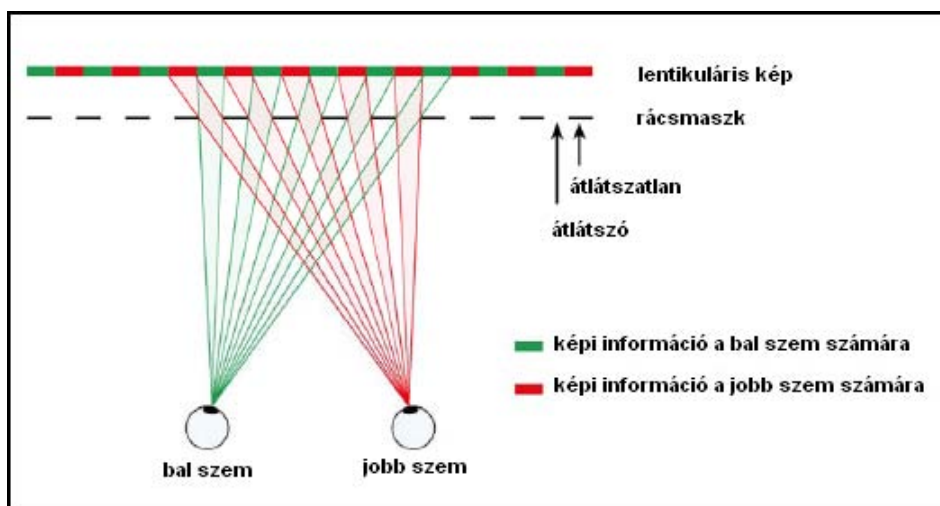 lentikuláris kép
rácsmaszk
átlátszatlan
átlátszó
képi információ a bal szem számára
képi információ a jobb szem számára
bal szem
jobb szem